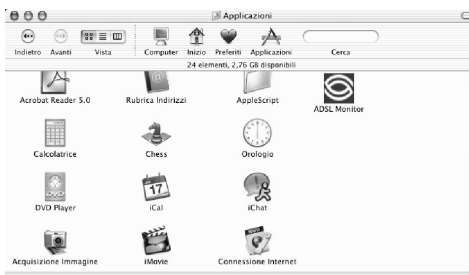 Applicazioni
Indietro Avanti Vista Computer Inizio Preferiti Applicazioni Cerca
24 elementi, 2,76 GB disponibili
Acrobat Reader 5.0 Rubrica Indirizzi AppleScript ADSL Monitor
Calcolatrice Chess Orologio
17
DVD Player iCal iChat
Acquisizione Immagine iMovie Connessione Internet